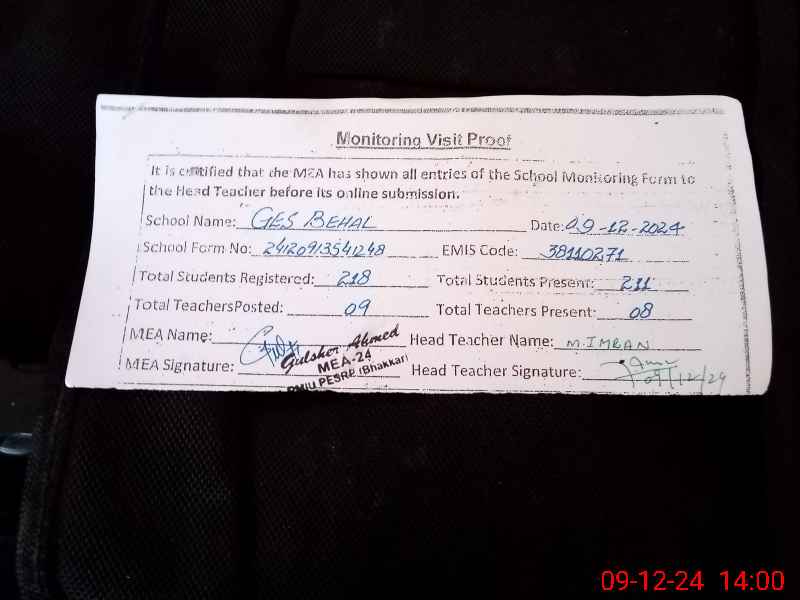 Monitoring Visit Proof
It is certified that the MEA has shown all entries of the School Monitoring Form to
the Head Teacher before its online submission.
School Name: GES BEHAL Date: 09-12-2024
School Form No: 24120913541248 EMIS Code: 38110271
Total Students Registered: 218 Total Students Present: 211
Total TeachersPosted: 09 Total Teachers Present: 08
MEA Name: Head Teacher Name: M.IMRAN
MEA Signature: Gulsher Ahmed
MEA-24
PMIU PESRP (Bhakkar)
Head Teacher Signature: 09/12/24
09-12-24 14:00